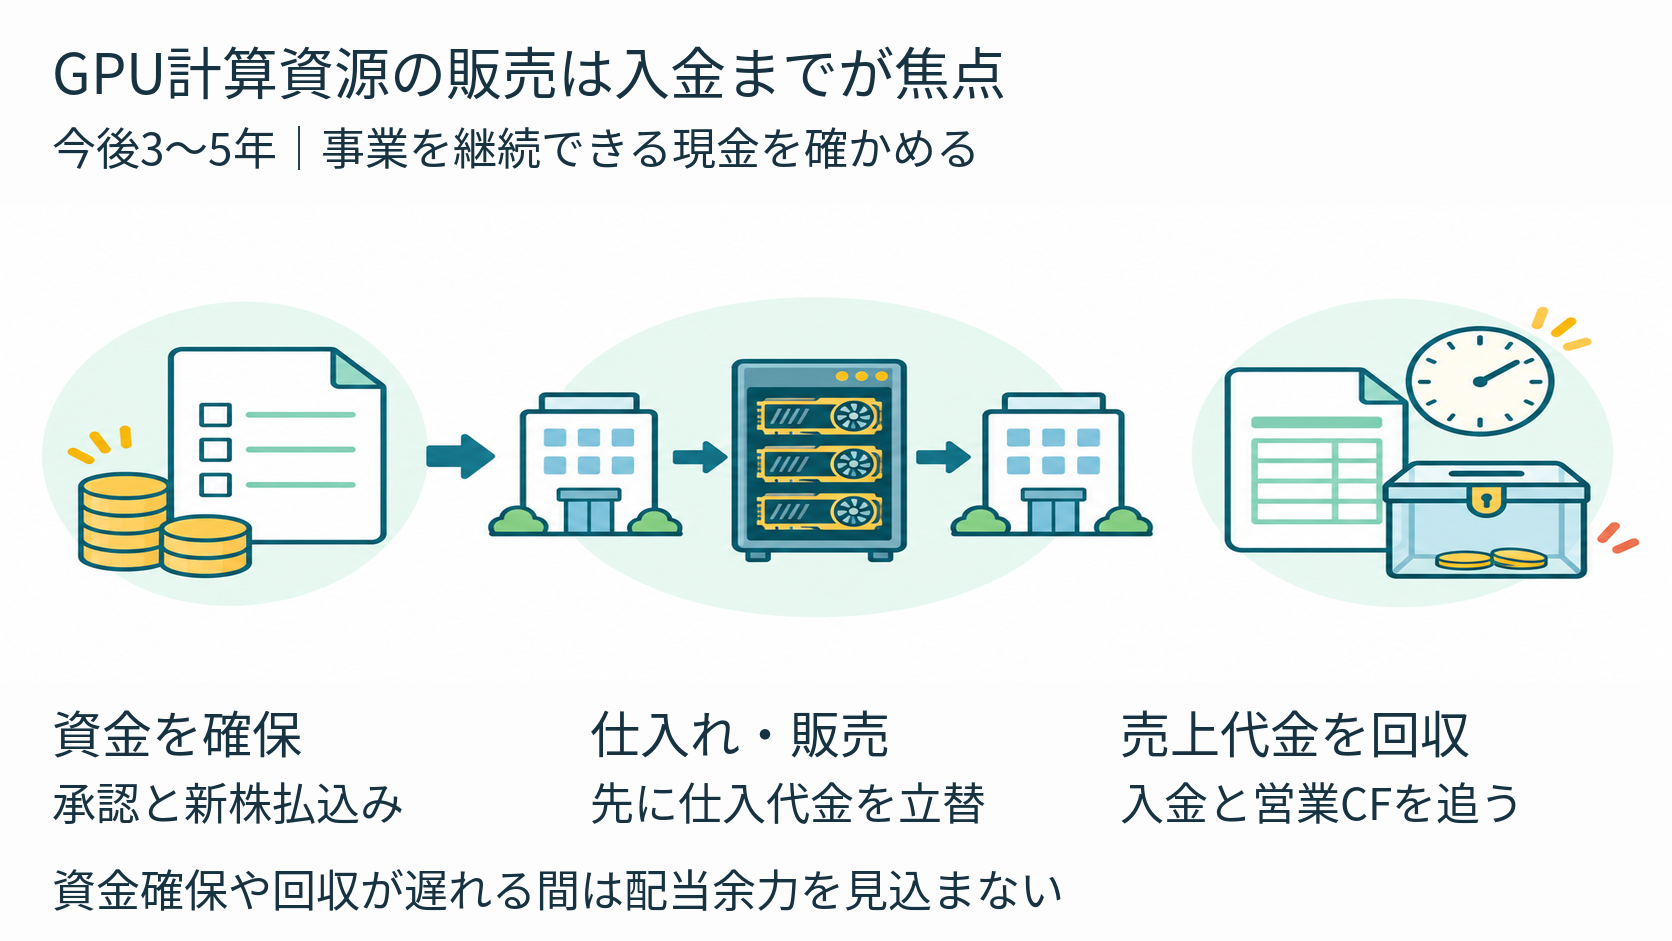 GPU計算資源の販売は入金までが焦点
今後3〜5年｜事業を継続できる現金を確かめる
資金を確保
承認と新株払込み
仕入れ・販売
先に仕入代金を立替
売上代金を回収
入金と営業CFを追う
資金確保や回収が遅れる間は配当余力を見込まない